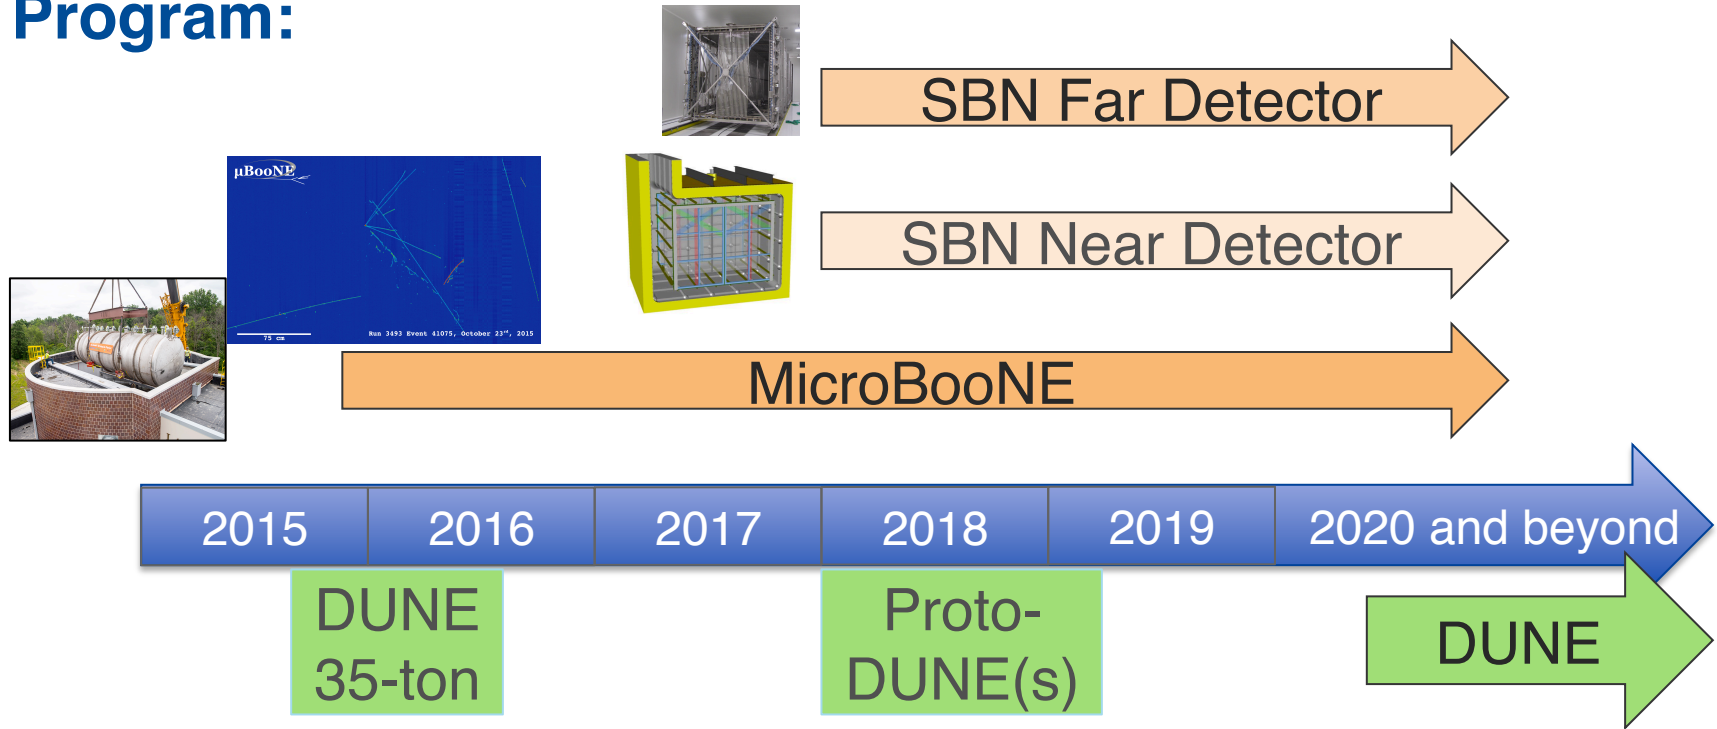 Program:
SBN Far Detector
µBooNE
SBN Near Detector
Run 3493 Event 41075, October 23rd, 2015
75 cm
MicroBooNE
2015
2016
2017
2018
2019
2020 and beyond
DUNE
35-ton
Proto-
DUNE(s)
DUNE